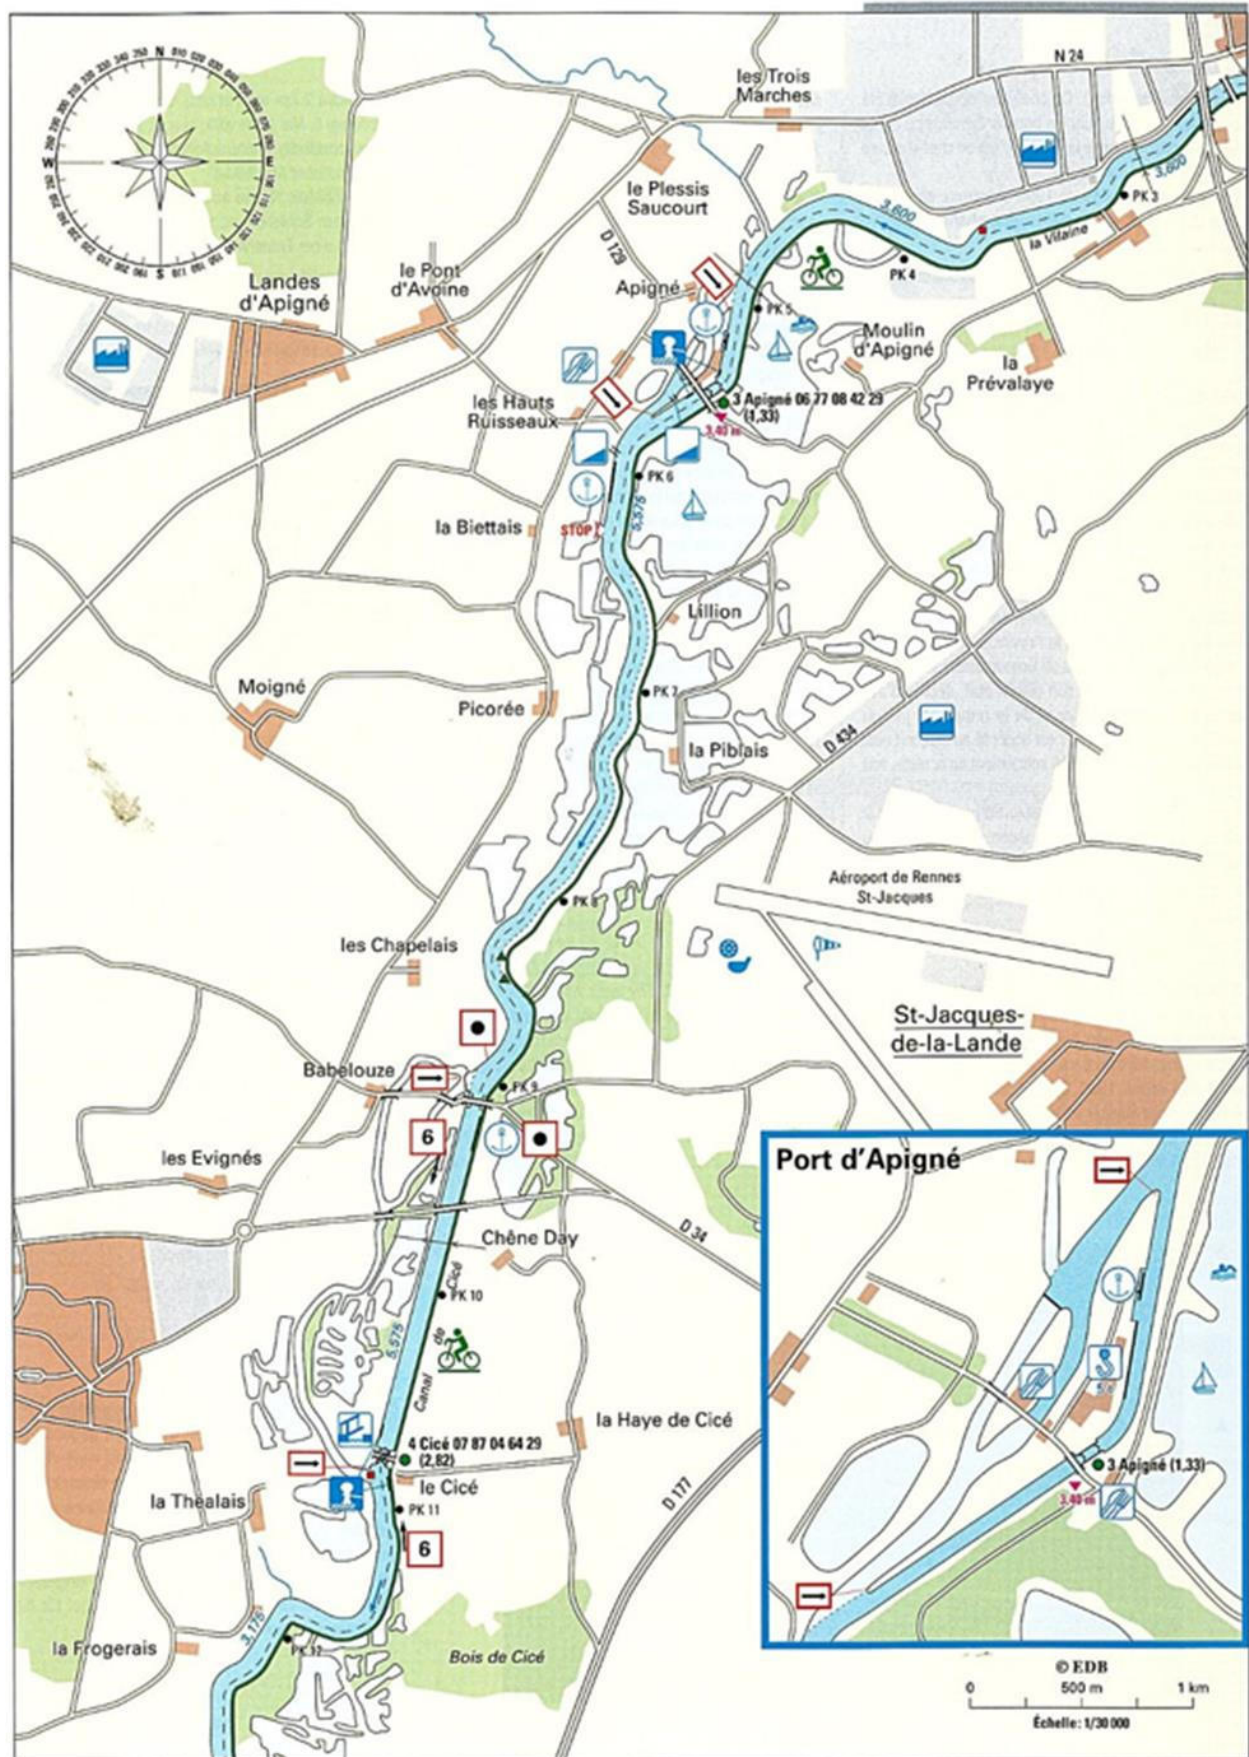 N 24
les Trois
Marches
le Plessis
Saucourt
3,600
PK 3
la Vilaine
3,600
PK 4
D 129
Landes
d'Apigné
le Pont
d'Avoine
Apigné
PK 5
Moulin
d'Apigné
la
Prévalaye
les Hauts
Ruisseaux
3 Apigné 06 77 08 42 29
(1,33)
3,40 m
PK 6
5,575
la Biettais
STOP
Lillion
Moigné
Picorée
PK 7
la Piblais
D 434
Aéroport de Rennes
St-Jacques
PK 8
les Chapelais
St-Jacques-
de-la-Lande
Babelouze
PK 9
6
les Evignés
Chêne Day
D 34
PK 10
5,575
Canal de Cicé
la Haye de Cicé
4 Cicé 07 87 04 64 29
(2,82)
le Cicé
la Théalais
PK 11
D 177
6
3,175
la Frogerais
PK 12
Bois de Cicé
Port d'Apigné
3 Apigné (1,33)
3,40 m
© EDB
0 500 m 1 km
Échelle: 1/30 000
N
E
S
W